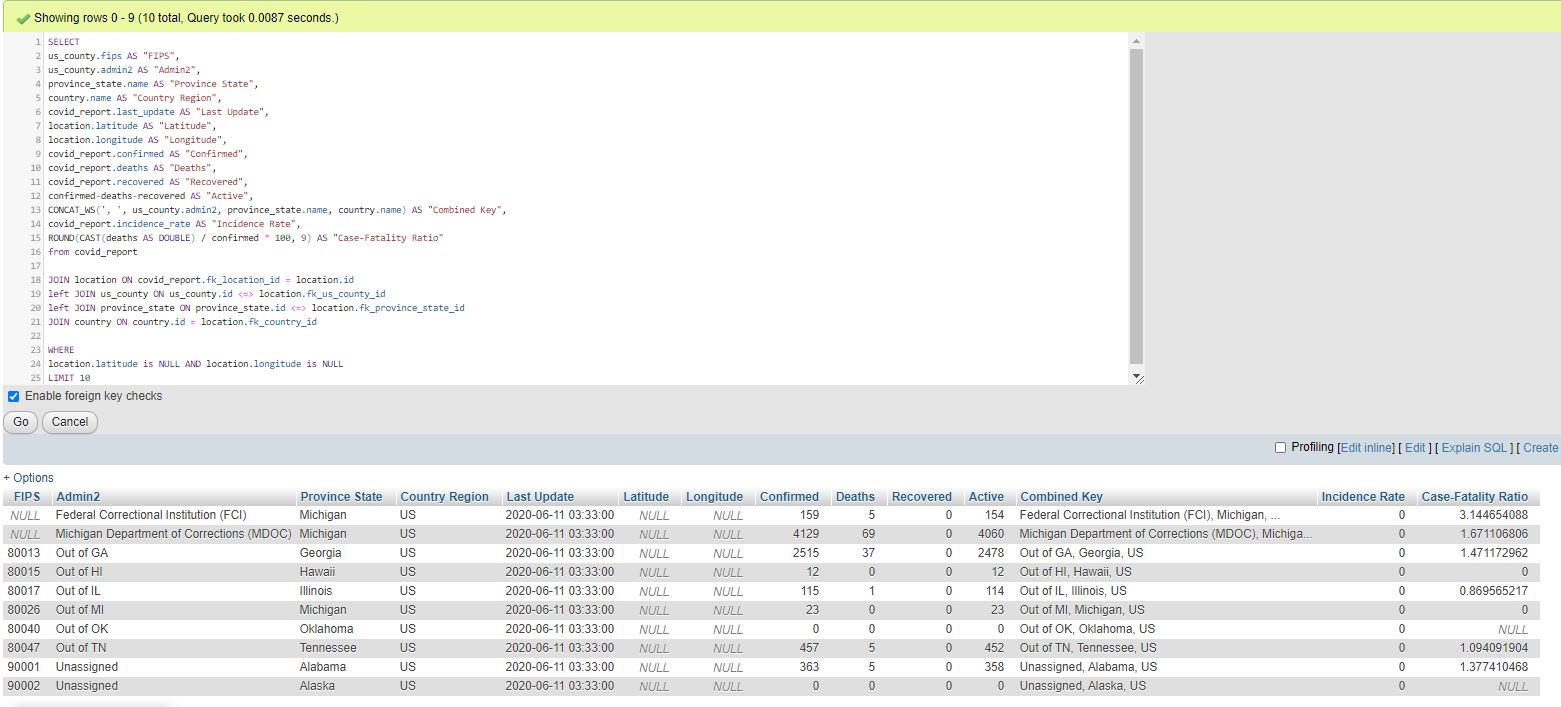 Showing rows 0 - 9 (10 total, Query took 0.0087 seconds.)
1 SELECT
2 us_county.fips AS "FIPS",
3 us_county.admin2 AS "Admin2",
4 province_state.name AS "Province State",
5 country.name AS "Country Region",
6 covid_report.last_update AS "Last Update",
7 location.latitude AS "Latitude",
8 location.longitude AS "Longitude",
9 covid_report.confirmed AS "Confirmed",
10 covid_report.deaths AS "Deaths",
11 covid_report.recovered AS "Recovered",
12 confirmed-deaths-recovered AS "Active",
13 CONCAT_WS(', ', us_county.admin2, province_state.name, country.name) AS "Combined Key",
14 covid_report.incidence_rate AS "Incidence Rate",
15 ROUND(CAST(deaths AS DOUBLE) / confirmed * 100, 9) AS "Case-Fatality Ratio"
16 from covid_report
17
18 JOIN location ON covid_report.fk_location_id = location.id
19 left JOIN us_county ON us_county.id <=> location.fk_us_county_id
20 left JOIN province_state ON province_state.id <=> location.fk_province_state_id
21 JOIN country ON country.id = location.fk_country_id
22
23 WHERE
24 location.latitude is NULL AND location.longitude is NULL
25 LIMIT 10
Enable foreign key checks
Go Cancel
Profiling [Edit inline] [ Edit ] [ Explain SQL ] [ Create
+ Options
FIPS Admin2 Province State Country Region Last Update Latitude Longitude Confirmed Deaths Recovered Active Combined Key Incidence Rate Case-Fatality Ratio
NULL Federal Correctional Institution (FCI) Michigan US 2020-06-11 03:33:00 NULL NULL 159 5 0 154 Federal Correctional Institution (FCI), Michigan, ... 0 3.144654088
NULL Michigan Department of Corrections (MDOC) Michigan US 2020-06-11 03:33:00 NULL NULL 4129 69 0 4060 Michigan Department of Corrections (MDOC), Michiga... 0 1.671106806
80013 Out of GA Georgia US 2020-06-11 03:33:00 NULL NULL 2515 37 0 2478 Out of GA, Georgia, US 0 1.471172962
80015 Out of HI Hawaii US 2020-06-11 03:33:00 NULL NULL 12 0 0 12 Out of HI, Hawaii, US 0 0
80017 Out of IL Illinois US 2020-06-11 03:33:00 NULL NULL 115 1 0 114 Out of IL, Illinois, US 0 0.869565217
80026 Out of MI Michigan US 2020-06-11 03:33:00 NULL NULL 23 0 0 23 Out of MI, Michigan, US 0 0
80040 Out of OK Oklahoma US 2020-06-11 03:33:00 NULL NULL 0 0 0 0 Out of OK, Oklahoma, US 0 NULL
80047 Out of TN Tennessee US 2020-06-11 03:33:00 NULL NULL 457 5 0 452 Out of TN, Tennessee, US 0 1.094091904
90001 Unassigned Alabama US 2020-06-11 03:33:00 NULL NULL 363 5 0 358 Unassigned, Alabama, US 0 1.377410468
90002 Unassigned Alaska US 2020-06-11 03:33:00 NULL NULL 0 0 0 0 Unassigned, Alaska, US 0 NULL